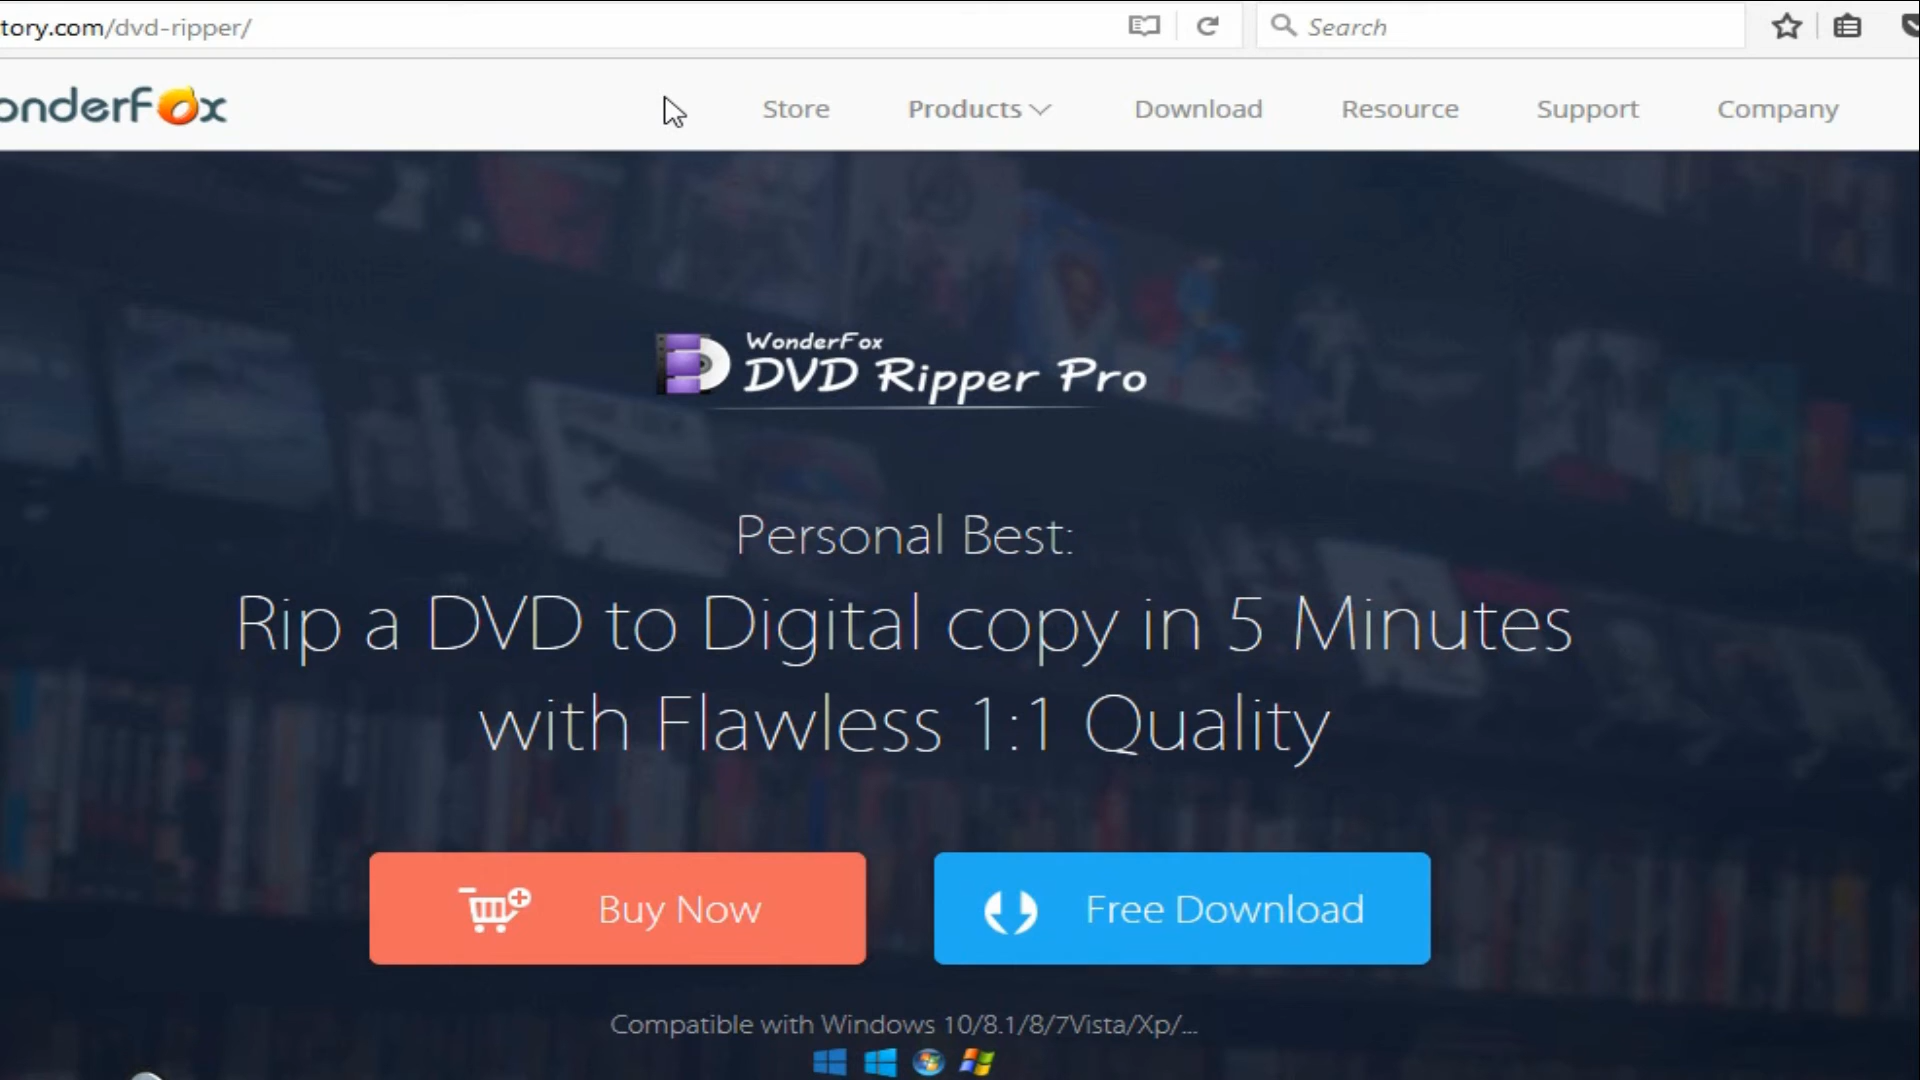 tory.com/dvd-ripper/
Search
onderFox
Store
Products
Download
Resource
Support
Company
WonderFox
DVD Ripper Pro
Personal Best:
Rip a DVD to Digital copy in 5 Minutes
with Flawless 1:1 Quality
Buy Now
Free Download
Compatible with Windows 10/8.1/8/7Vista/Xp/...